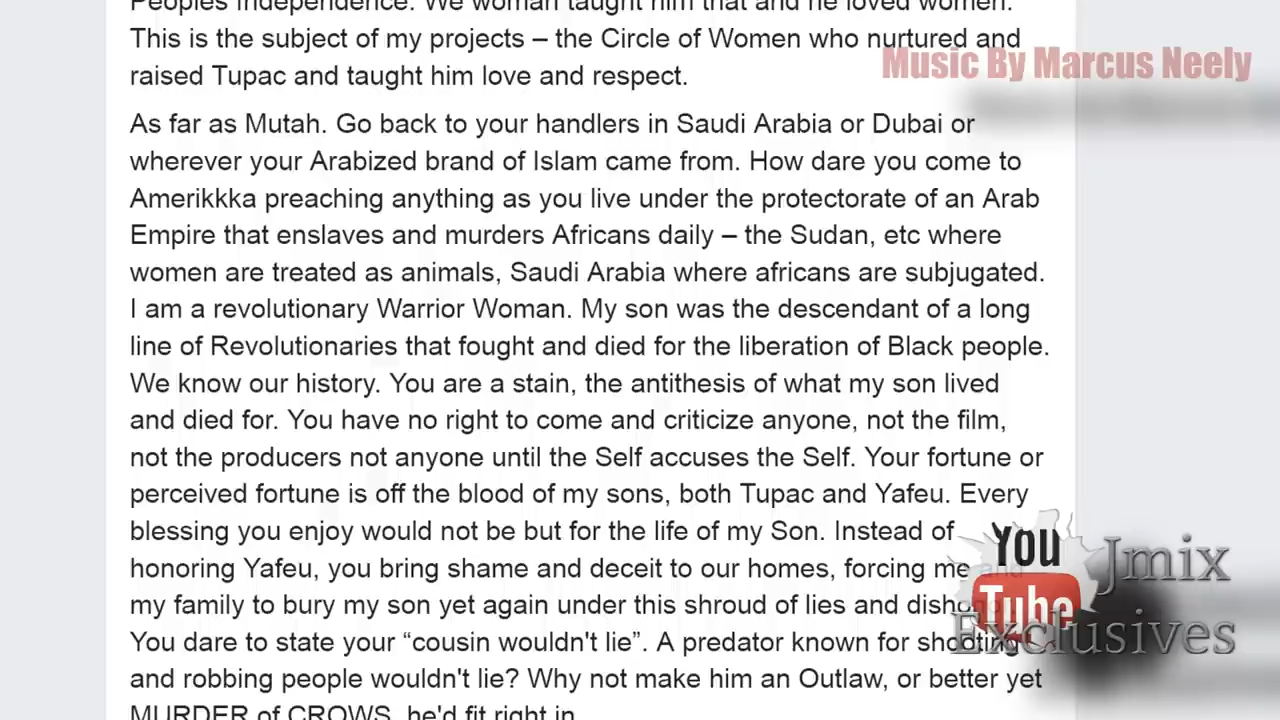 Peoples Independence. We woman taught him that and he loved women.
This is the subject of my projects – the Circle of Women who nurtured and
raised Tupac and taught him love and respect.
Music By Marcus Neely
As far as Mutah. Go back to your handlers in Saudi Arabia or Dubai or
wherever your Arabized brand of Islam came from. How dare you come to
Amerikkka preaching anything as you live under the protectorate of an Arab
Empire that enslaves and murders Africans daily – the Sudan, etc where
women are treated as animals, Saudi Arabia where africans are subjugated.
I am a revolutionary Warrior Woman. My son was the descendant of a long
line of Revolutionaries that fought and died for the liberation of Black people.
We know our history. You are a stain, the antithesis of what my son lived
and died for. You have no right to come and criticize anyone, not the film,
not the producers not anyone until the Self accuses the Self. Your fortune or
perceived fortune is off the blood of my sons, both Tupac and Yafeu. Every
blessing you enjoy would not be but for the life of my Son. Instead of
honoring Yafeu, you bring shame and deceit to our homes, forcing me and
my family to bury my son yet again under this shroud of lies and
You dare to state your “cousin wouldn't lie”. A predator known for shooting
and robbing people wouldn't lie? Why not make him an Outlaw, or better yet
MURDER of CROWS, he'd fit right in
You Tube
Jmix
Exclusives